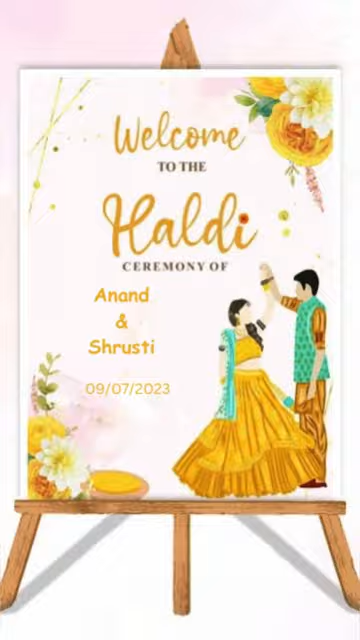 Welcome
TO THE
Haldi
CEREMONY OF
Anand
&
Shrusti
09/07/2023